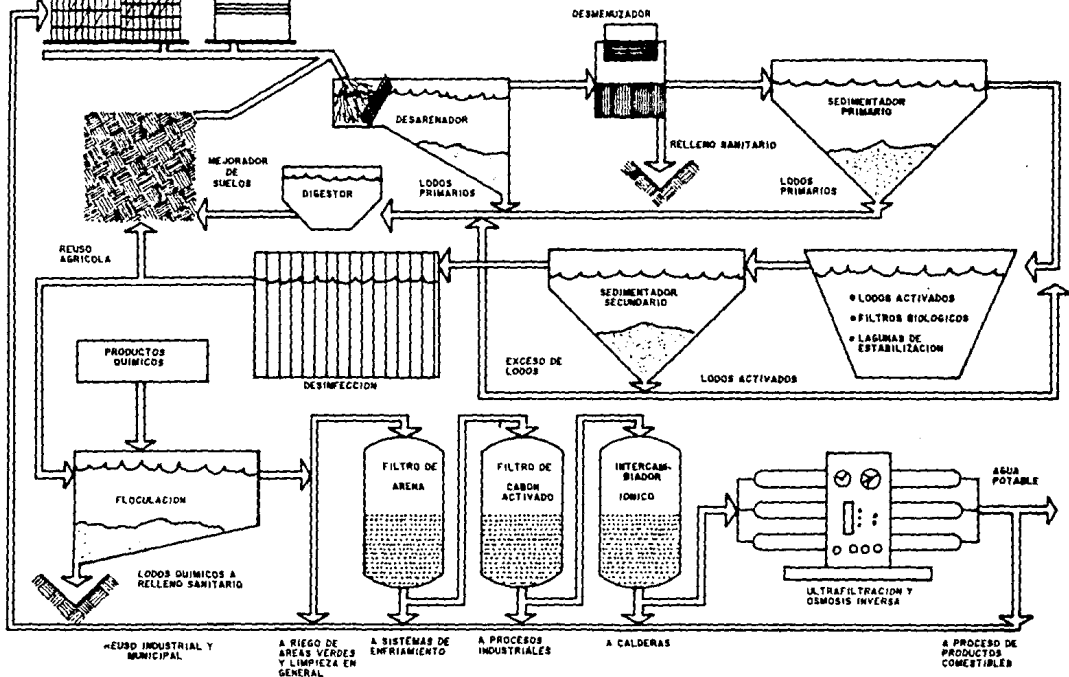 DESMENUZADOR
DESARENADOR
SEDIMENTADOR
PRIMARIO
RELLENO SANITARIO
MEJORADOR
DE
SUELOS
DIGESTOR
LODOS
PRIMARIOS
LODOS
PRIMARIOS
REUSO
AGRICOLA
SEDIMENTADOR
SECUNDARIO
LODOS ACTIVADOS
FILTROS BIOLOGICOS
LAGUNAS DE
ESTABILIZACION
PRODUCTOS
QUIMICOS
DESINFECCION
EXCESO DE
LODOS
LODOS ACTIVADOS
FLOCULACION
FILTRO DE
ARENA
FILTRO DE
CABON
ACTIVADO
INTERCAM-
BIADOR
IONICO
AGUA
POTABLE
LODOS QUIMICOS A
RELLENO SANITARIO
ULTRAFILTRACION Y
OSMOSIS INVERSA
REUSO INDUSTRIAL Y
MUNICIPAL
A RIEGO DE
AREAS VERDES
Y LIMPIEZA EN
GENERAL
A SISTEMAS DE
ENFRIAMIENTO
A PROCESOS
INDUSTRIALES
A CALDERAS
A PROCESO DE
PRODUCTOS
COMESTIBLES